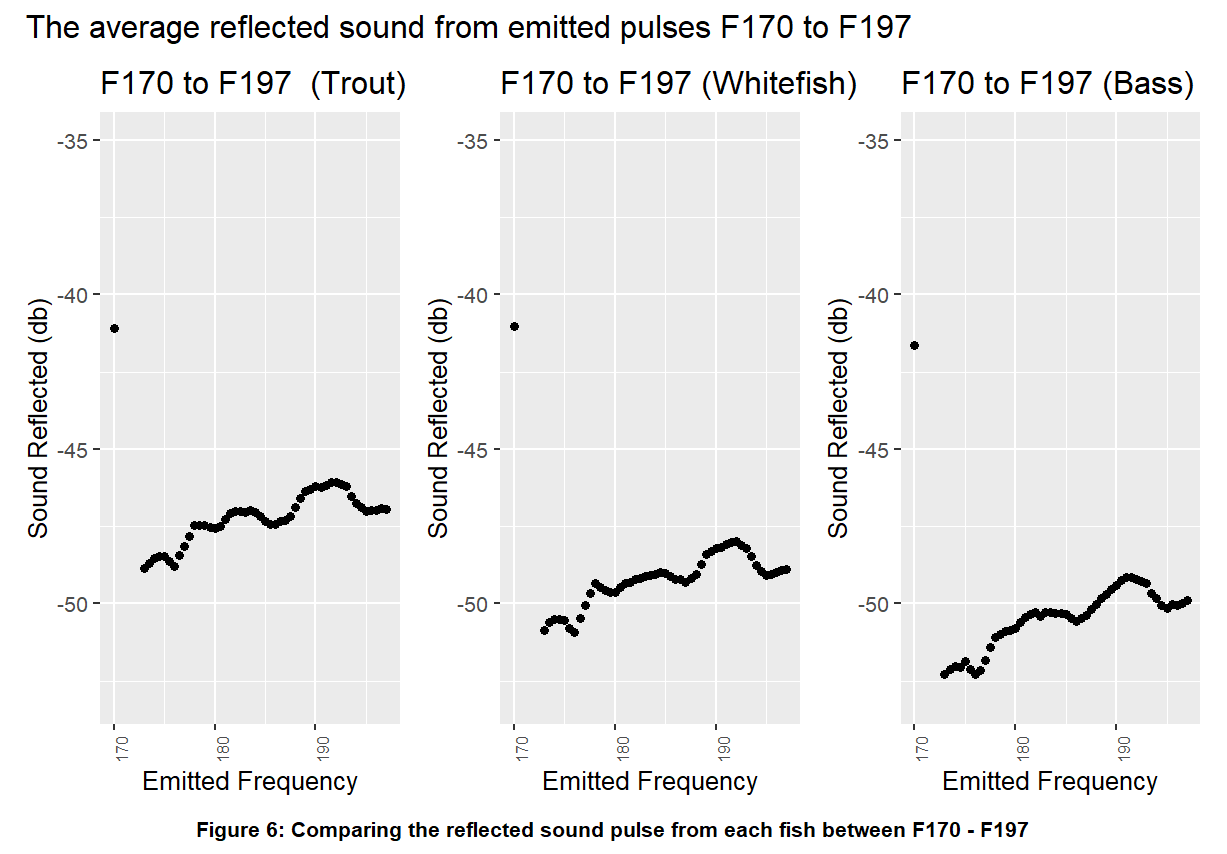 The average reflected sound from emitted pulses F170 to F197
F170 to F197  (Trout)
F170 to F197 (Whitefish)
F170 to F197 (Bass)
Sound Reflected (db)
-35
-40
-45
-50
170
180
190
Emitted Frequency
Sound Reflected (db)
-35
-40
-45
-50
170
180
190
Emitted Frequency
Sound Reflected (db)
-35
-40
-45
-50
170
180
190
Emitted Frequency
Figure 6: Comparing the reflected sound pulse from each fish between F170 - F197